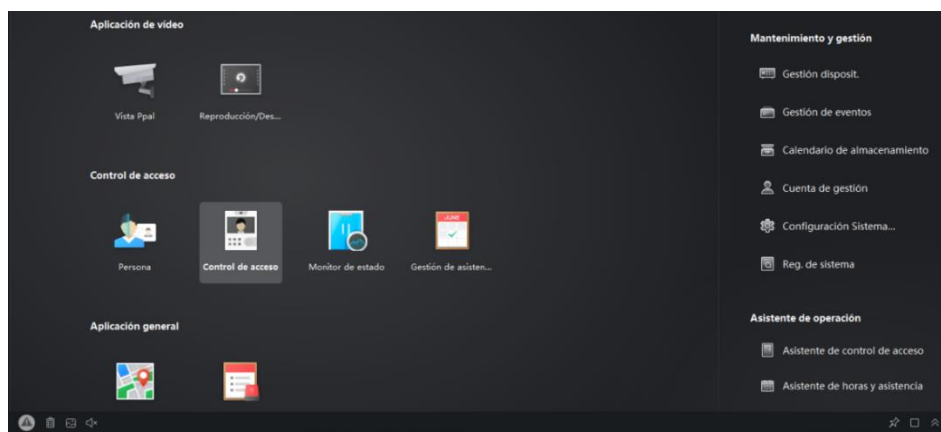 Aplicación de vídeo
Vista Ppal
Reproducción/Des...
Control de acceso
JUNE
Persona
Control de acceso
Monitor de estado
Gestión de asisten...
Aplicación general
Mantenimiento y gestión
Gestión disposit.
Gestión de eventos
Calendario de almacenamiento
Cuenta de gestión
Configuración Sistema...
Reg. de sistema
Asistente de operación
Asistente de control de acceso
Asistente de horas y asistencia